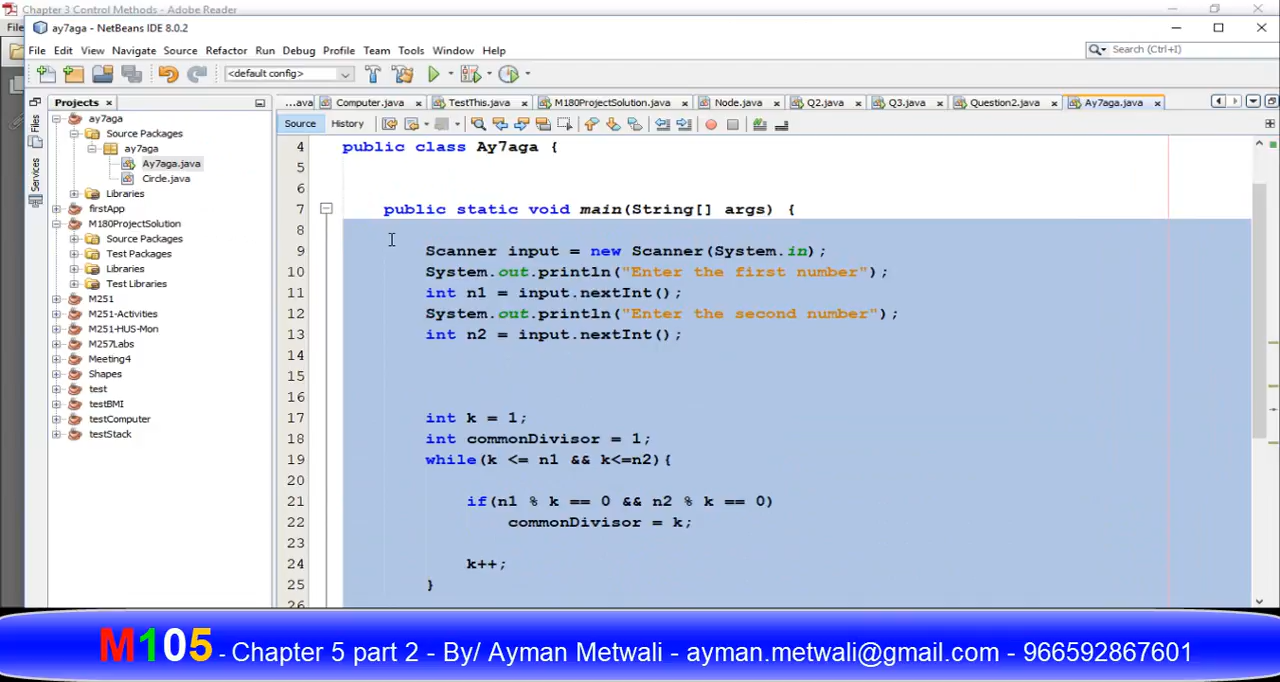 Chapter 3 Control Methods - Adobe Reader
File
ay7aga - NetBeans IDE 8.0.2
File Edit View Navigate Source Refactor Run Debug Profile Team Tools Window Help
Search (Ctrl+I)
<default config>
Projects
...ava Computer.java TestThis.java M180ProjectSolution.java Node.java Q2.java Q3.java Question2.java Ay7aga.java
Source History
Files
Services
ay7aga
Source Packages
ay7aga
Ay7aga.java
Circle.java
Libraries
firstApp
M180ProjectSolution
Source Packages
Test Packages
Libraries
Test Libraries
M251
M251-Activities
M251-HUS-Mon
M257Labs
Meeting4
Shapes
test
testBMI
testComputer
testStack
4 public class Ay7aga {
5
6
7 public static void main(String[] args) {
8
9 Scanner input = new Scanner(System.in);
10 System.out.println("Enter the first number");
11 int n1 = input.nextInt();
12 System.out.println("Enter the second number");
13 int n2 = input.nextInt();
14
15
16
17 int k = 1;
18 int commonDivisor = 1;
19 while(k <= n1 && k<=n2){
20
21 if(n1 % k == 0 && n2 % k == 0)
22 commonDivisor = k;
23
24 k++;
25 }
26
M105 - Chapter 5 part 2 - By/ Ayman Metwali - ayman.metwali@gmail.com - 966592867601